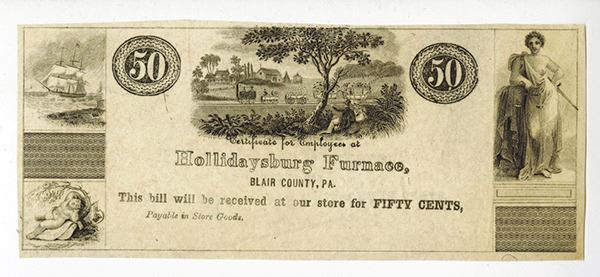 50
50
Certificate for Employees at
Hollidaysburg Furnace,
BLAIR COUNTY, PA.
This bill will be received at our store for FIFTY CENTS,
Payable in Store Goods.